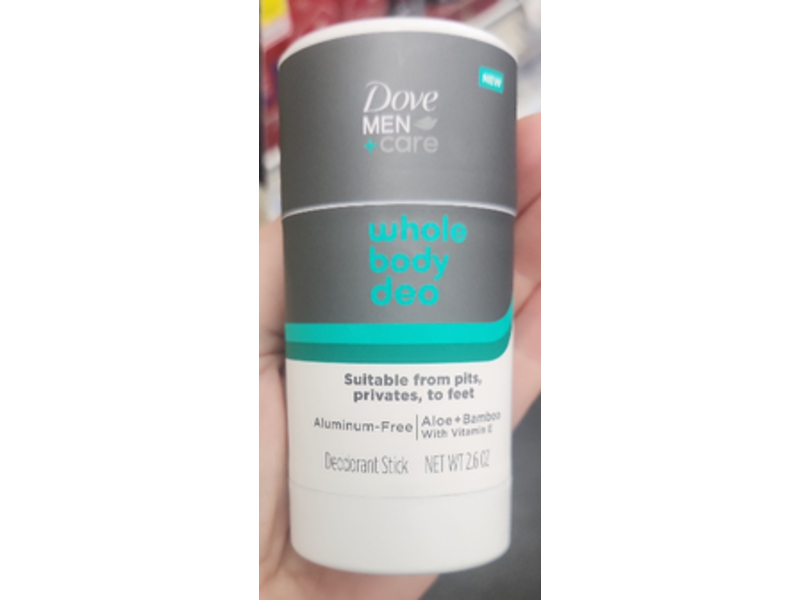 NEW
Dove
MEN
+care
whole
body
deo
Suitable from pits,
privates, to feet
Aluminum-Free | Aloe + Bamboo
With Vitamin E
Deodorant Stick NET WT 2.6 OZ